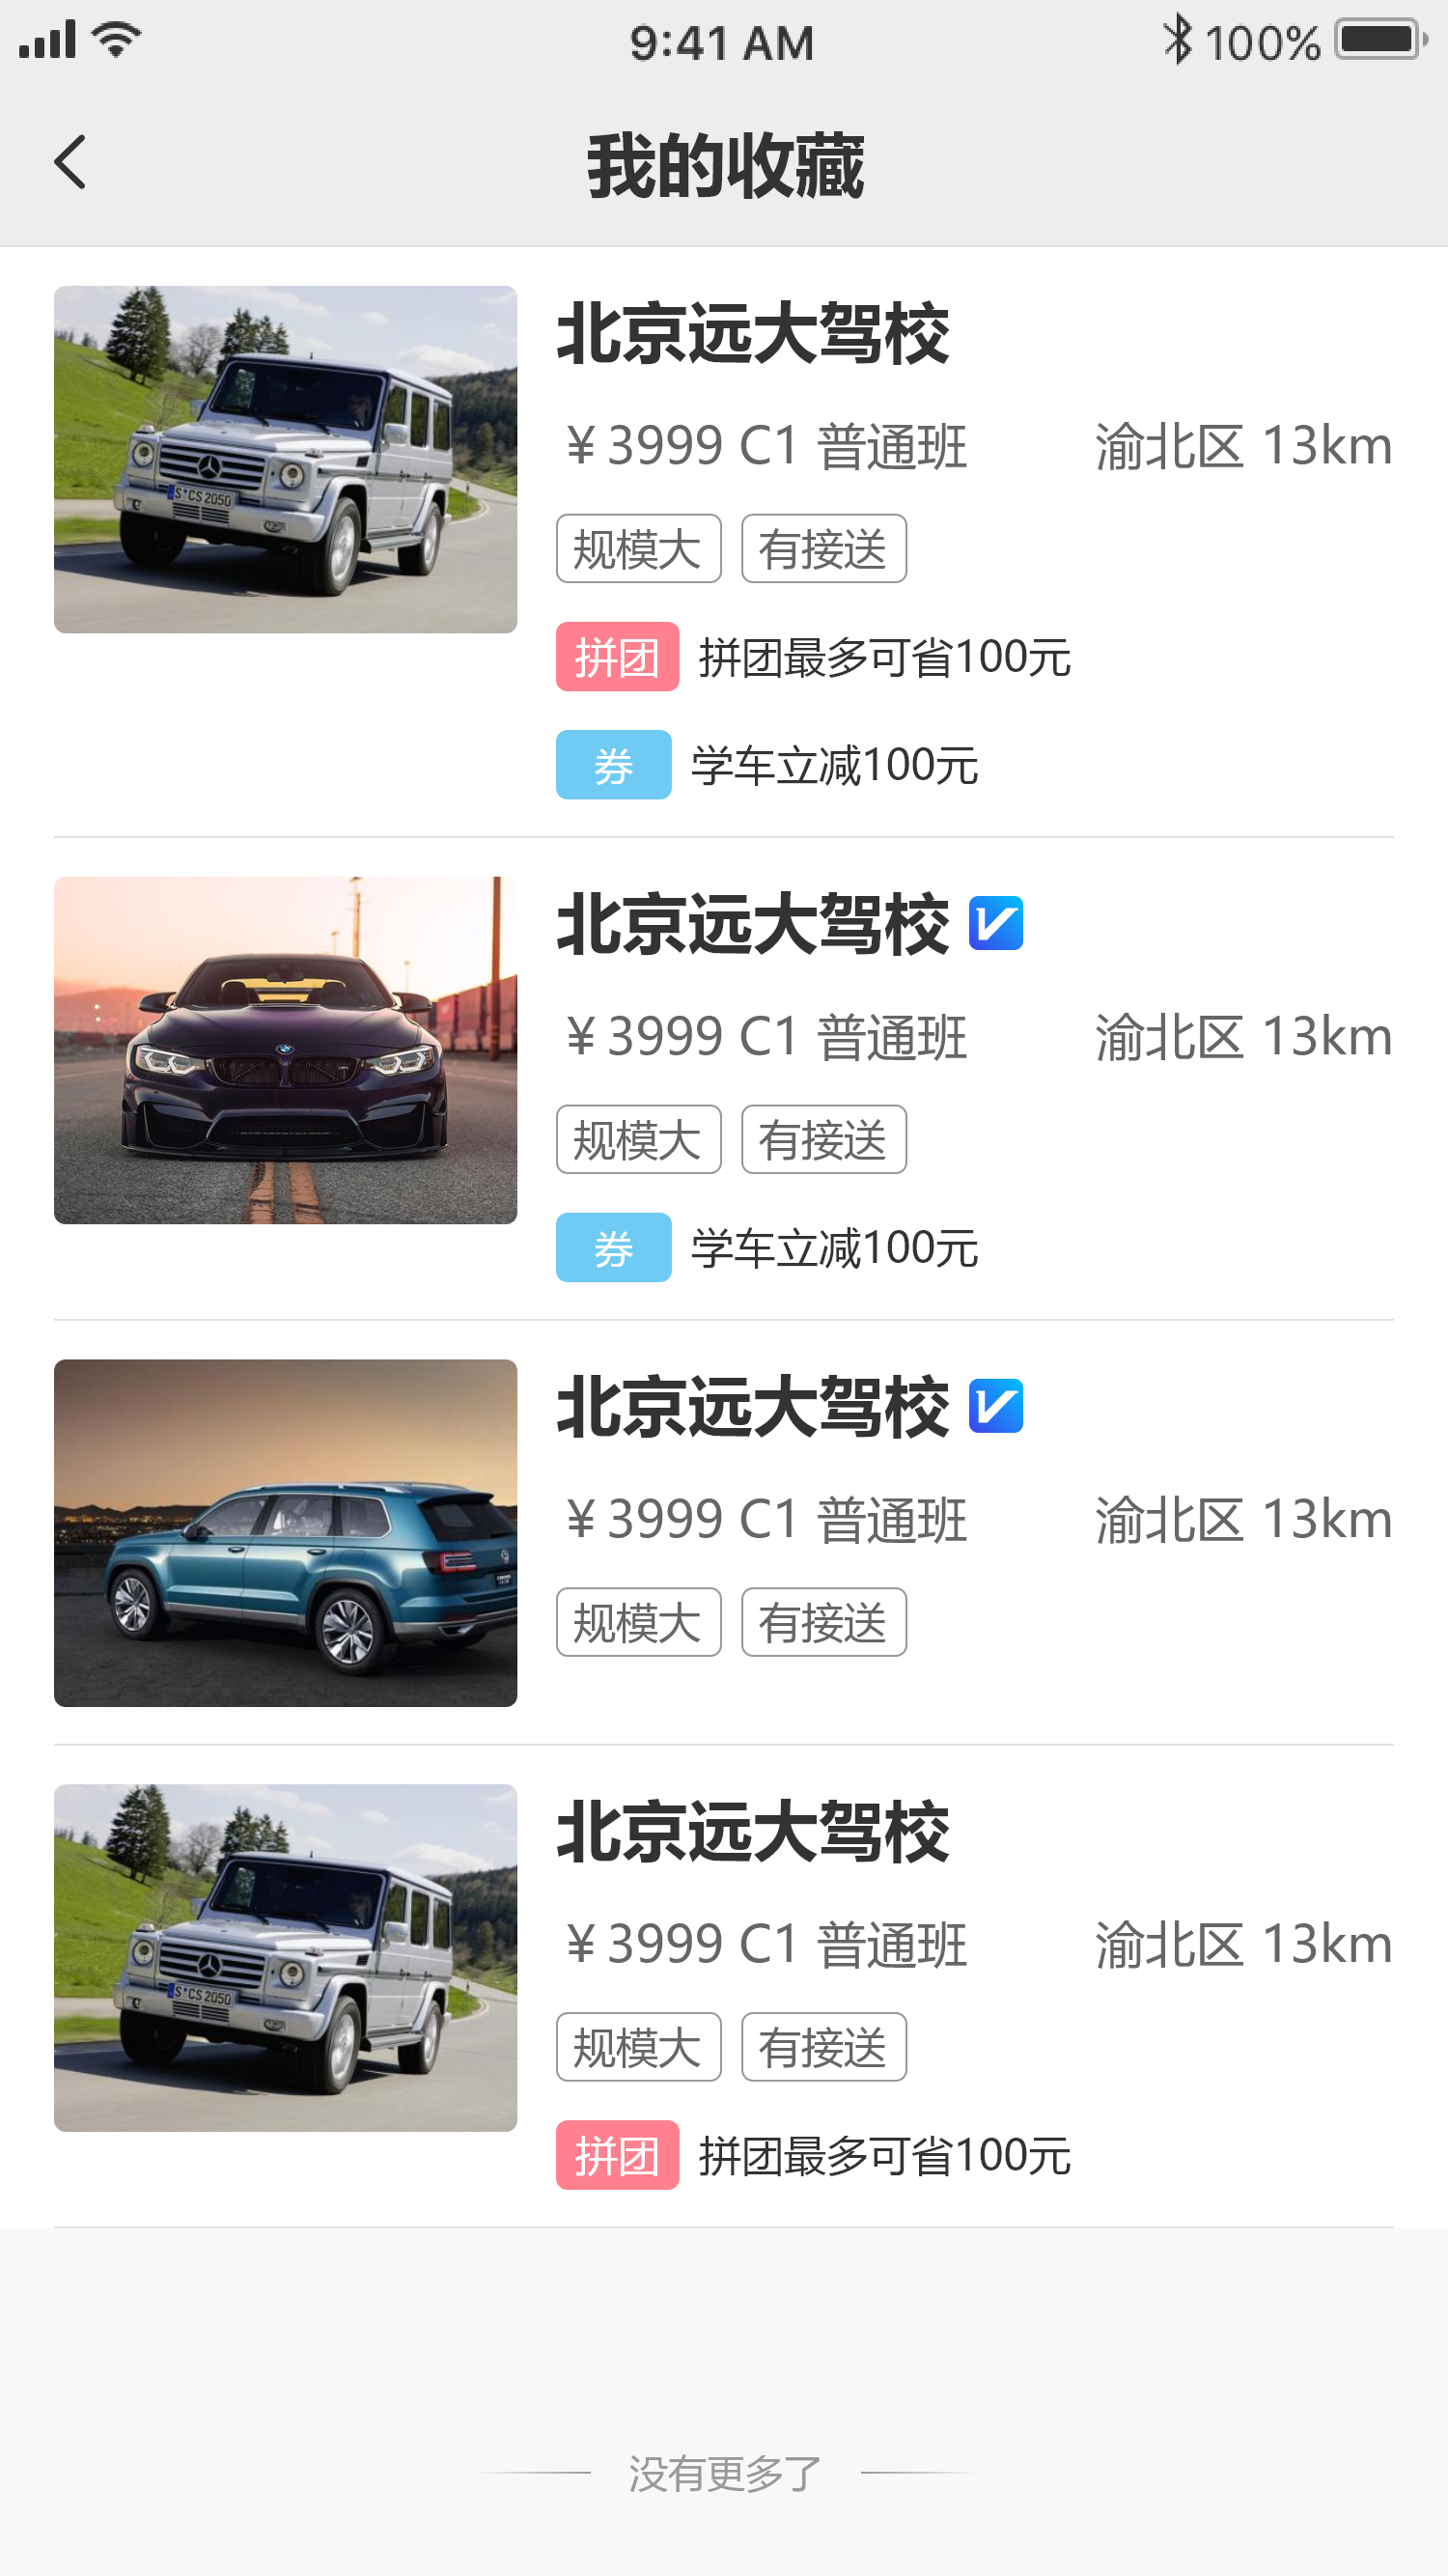 9:41 AM 100%
我的收藏
北京远大驾校
¥3999 C1 普通班 渝北区 13km
规模大 有接送
拼团 拼团最多可省100元
券 学车立减100元
S*CS 2050
北京远大驾校
¥3999 C1 普通班 渝北区 13km
规模大 有接送
券 学车立减100元
北京远大驾校
¥3999 C1 普通班 渝北区 13km
规模大 有接送
北京远大驾校
¥3999 C1 普通班 渝北区 13km
规模大 有接送
拼团 拼团最多可省100元
S*CS 2050
没有更多了